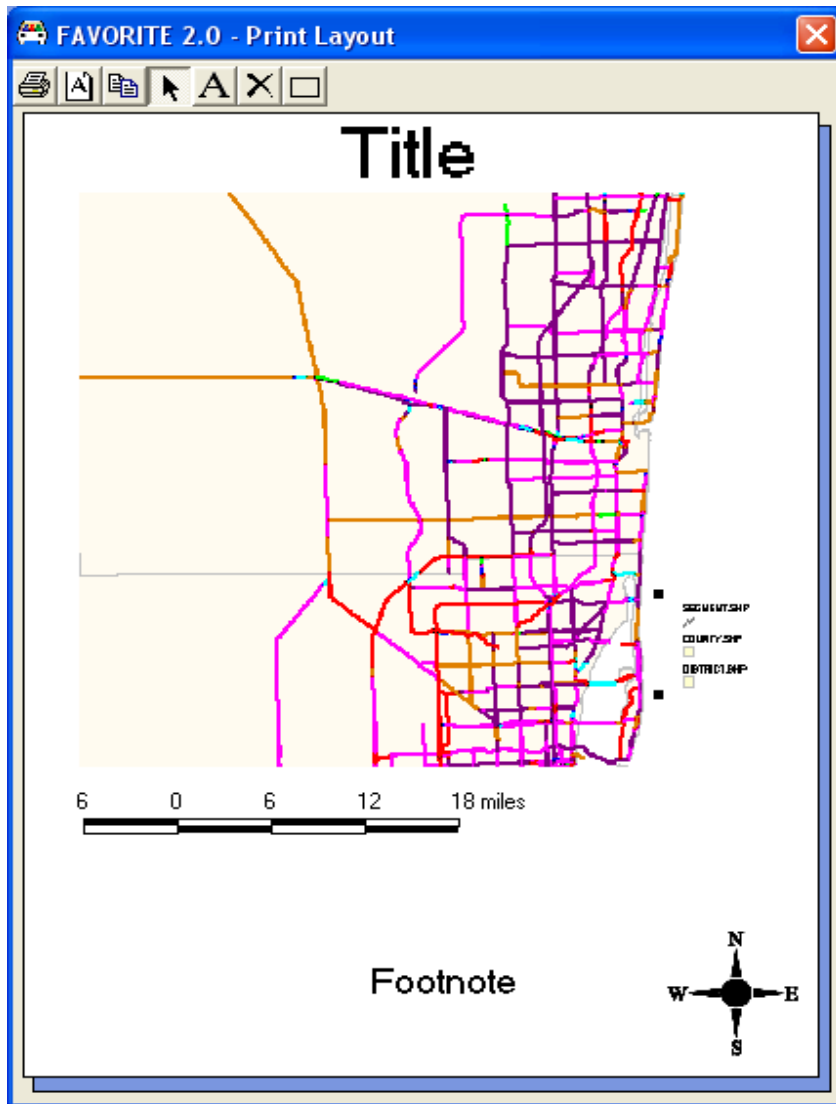 FAVORITE 2.0 - Print Layout
A A
Title
SEGMENT.SHP
COUNTY.SHP
DISTRICT.SHP
6 0 6 12 18 miles
N
Footnote
W E
S